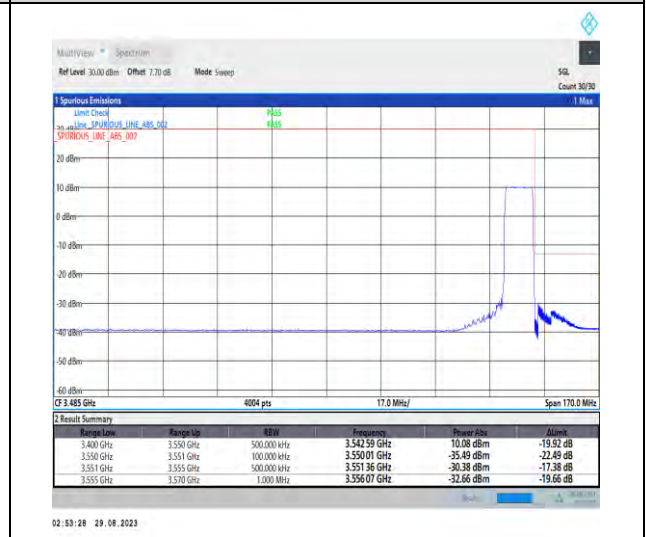 MultiView Spectrum
Ref Level 30.00 dBm Offset 7.70 dB Mode Sweep SGL
Count 30/30
1 Spurious Emissions 1 Max
Limit Check PASS
Line _SPURIOUS_LINE_ABS_002 PASS
_SPURIOUS_LINE_ABS_002
20 dBm
10 dBm
0 dBm
-10 dBm
-20 dBm
-30 dBm
-40 dBm
-50 dBm
-60 dBm
CF 3.485 GHz 4004 pts 17.0 MHz/ Span 170.0 MHz
2 Result Summary
Range Low Range Up RBW Frequency Power Abs ΔLimit
3.400 GHz 3.550 GHz 500.000 kHz 3.542 59 GHz 10.08 dBm -19.92 dB
3.550 GHz 3.551 GHz 100.000 kHz 3.550 01 GHz -35.49 dBm -22.49 dB
3.551 GHz 3.555 GHz 500.000 kHz 3.551 36 GHz -30.38 dBm -17.38 dB
3.555 GHz 3.570 GHz 1.000 MHz 3.556 07 GHz -32.66 dBm -19.66 dB
02:53:28 29.08.2023